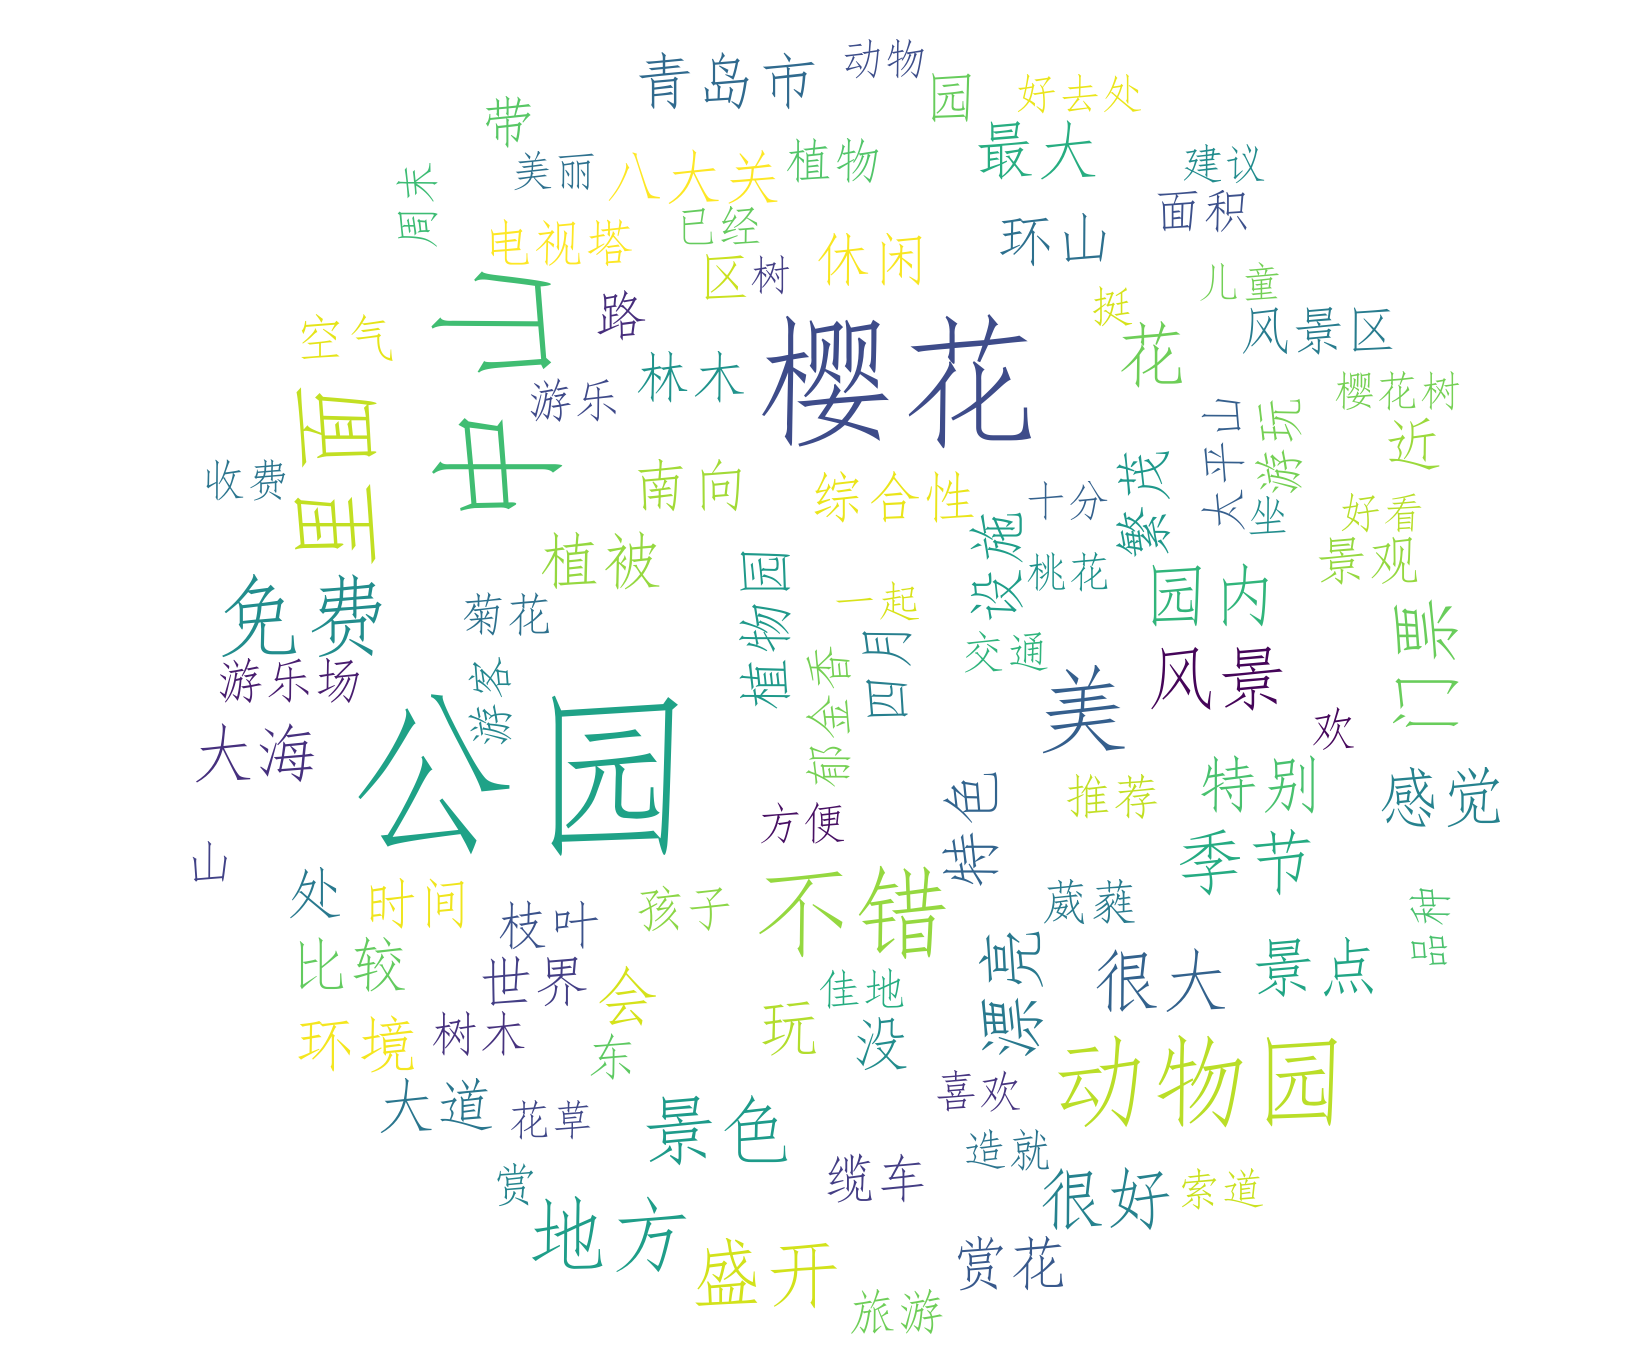 青岛市
动物
园
好去处
带
最大
美丽
八大关
植物
建议
周末
面积
已经
电视塔
环山
休闲
区
树
儿童
中山
路
挺
空气
风景区
樱花
花
林木
游乐
樱花树
里面
太平山
游玩
近
收费
南向
综合性
繁茂
十分
坐
好看
设施
植被
景观
植物园
桃花
园内
免费
一起
菊花
门票
四月
交通
游客
郁金香
风景
游乐场
美
欢
大海
公园
特别
感觉
推荐
特色
方便
山
季节
处
时间
孩子
不错
葳蕤
枝叶
品种
比较
景点
漂亮
很大
世界
会
佳地
玩
环境
树木
没
东
动物园
喜欢
大道
花草
景色
造就
缆车
赏
很好
索道
地方
赏花
盛开
旅游